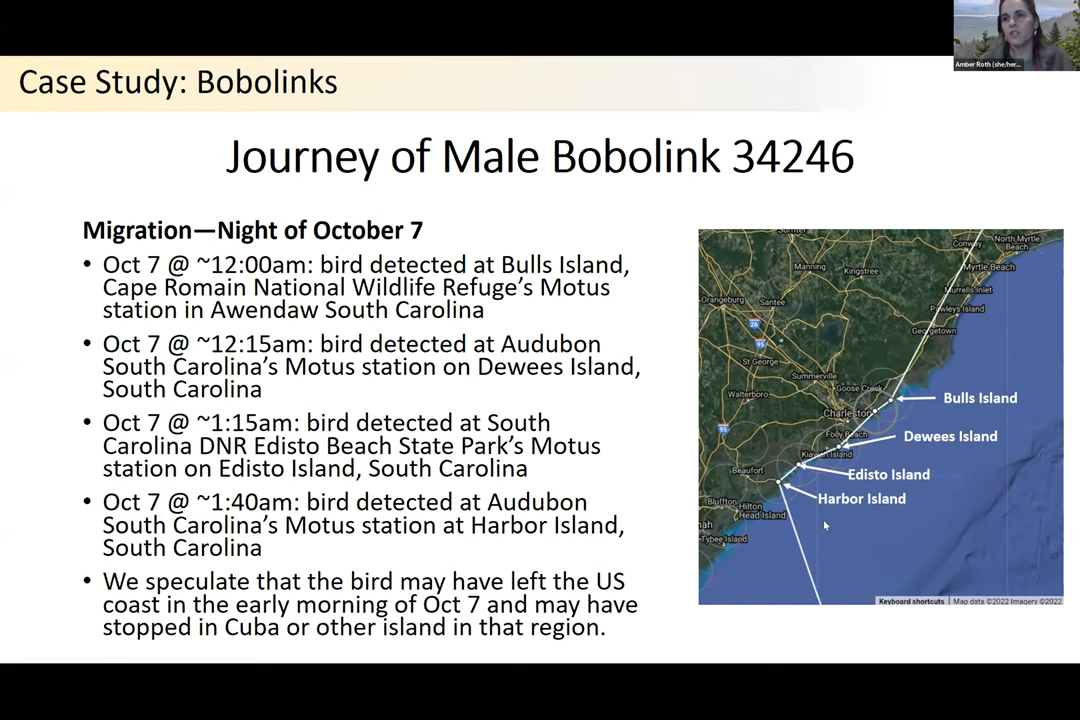 Amber Roth (she/her...
Case Study: Bobolinks
Journey of Male Bobolink 34246
Migration—Night of October 7
• Oct 7 @ ~12:00am: bird detected at Bulls Island,
Cape Romain National Wildlife Refuge's Motus
station in Awendaw South Carolina
• Oct 7 @ ~12:15am: bird detected at Audubon
South Carolina's Motus station on Dewees Island,
South Carolina
• Oct 7 @ ~1:15am: bird detected at South
Carolina DNR Edisto Beach State Park's Motus
station on Edisto Island, South Carolina
• Oct 7 @ ~1:40am: bird detected at Audubon
South Carolina's Motus station at Harbor Island,
South Carolina
• We speculate that the bird may have left the US
coast in the early morning of Oct 7 and may have
stopped in Cuba or other island in that region.
Conway
North Myrtle
Beach
Manning
Kingstree
Myrtle Beach
Murrells Inlet
Orangeburg
Santee
Pawleys Island
26
Georgetown
95
St George
Summerville
Goose Creek
Walterboro
Bulls Island
Charleston
95
Folly Beach
Dewees Island
Kiawah Island
Beaufort
Edisto Island
Harbor Island
Bluffton
Hilton
Head Island
nah
Tybee Island
Keyboard shortcuts
Map data ©2022 Imagery ©2022